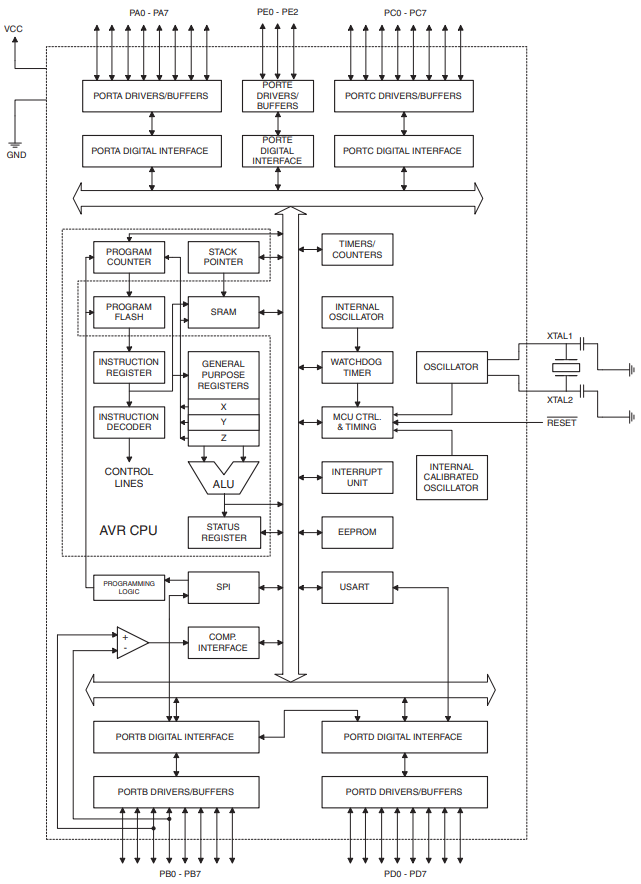 PA0 - PA7
PE0 - PE2
PC0 - PC7
VCC
GND
PORTA DRIVERS/BUFFERS
PORTE
DRIVERS/
BUFFERS
PORTC DRIVERS/BUFFERS
PORTA DIGITAL INTERFACE
PORTE
DIGITAL
INTERFACE
PORTC DIGITAL INTERFACE
PROGRAM
COUNTER
STACK
POINTER
TIMERS/
COUNTERS
PROGRAM
FLASH
SRAM
INTERNAL
OSCILLATOR
XTAL1
INSTRUCTION
REGISTER
GENERAL
PURPOSE
REGISTERS
WATCHDOG
TIMER
OSCILLATOR
XTAL2
X
Y
Z
INSTRUCTION
DECODER
MCU CTRL.
& TIMING
RESET
CONTROL
LINES
ALU
INTERRUPT
UNIT
INTERNAL
CALIBRATED
OSCILLATOR
AVR CPU
STATUS
REGISTER
EEPROM
PROGRAMMING
LOGIC
SPI
USART
+
-
COMP.
INTERFACE
PORTB DIGITAL INTERFACE
PORTD DIGITAL INTERFACE
PORTB DRIVERS/BUFFERS
PORTD DRIVERS/BUFFERS
PB0 - PB7
PD0 - PD7